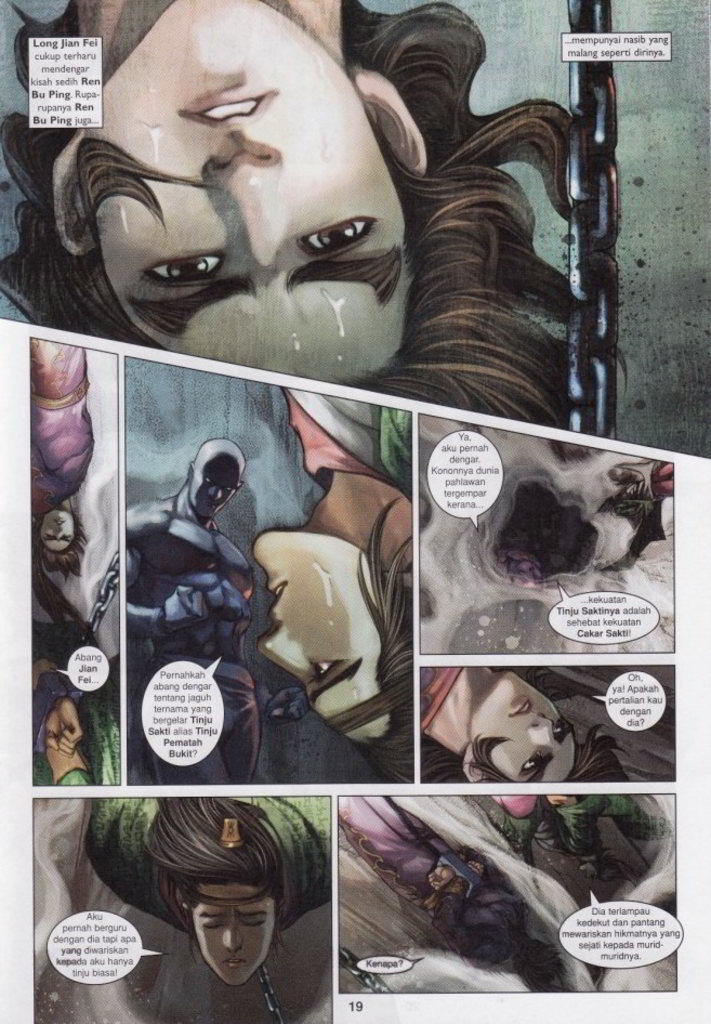 Long Jian Fei
cukup terharu
mendengar
kisah sedih Ren
Bu Ping. Rupa-
rupanya Ren
Bu Ping juga...
...mempunyai nasib yang
malang seperti dirinya.
Abang
Jian
Fei...
Pernahkah
abang dengar
tentang jaguh
ternama yang
bergelar Tinju
Sakti alias Tinju
Pematah
Bukit?
Ya,
aku pernah
dengar.
Kononnya dunia
pahlawan
tergempar
kerana...
...kekuatan
Tinju Saktinya adalah
sehebat kekuatan
Cakar Sakti!
Oh,
ya! Apakah
pertalian kau
dengan
dia?
Aku
pernah berguru
dengan dia tapi apa
yang diwariskan
kepada aku hanya
tinju biasa!
Kenapa?
Dia terlampau
kedekut dan pantang
mewariskan hikmatnya yang
sejati kepada murid-
muridnya.
19